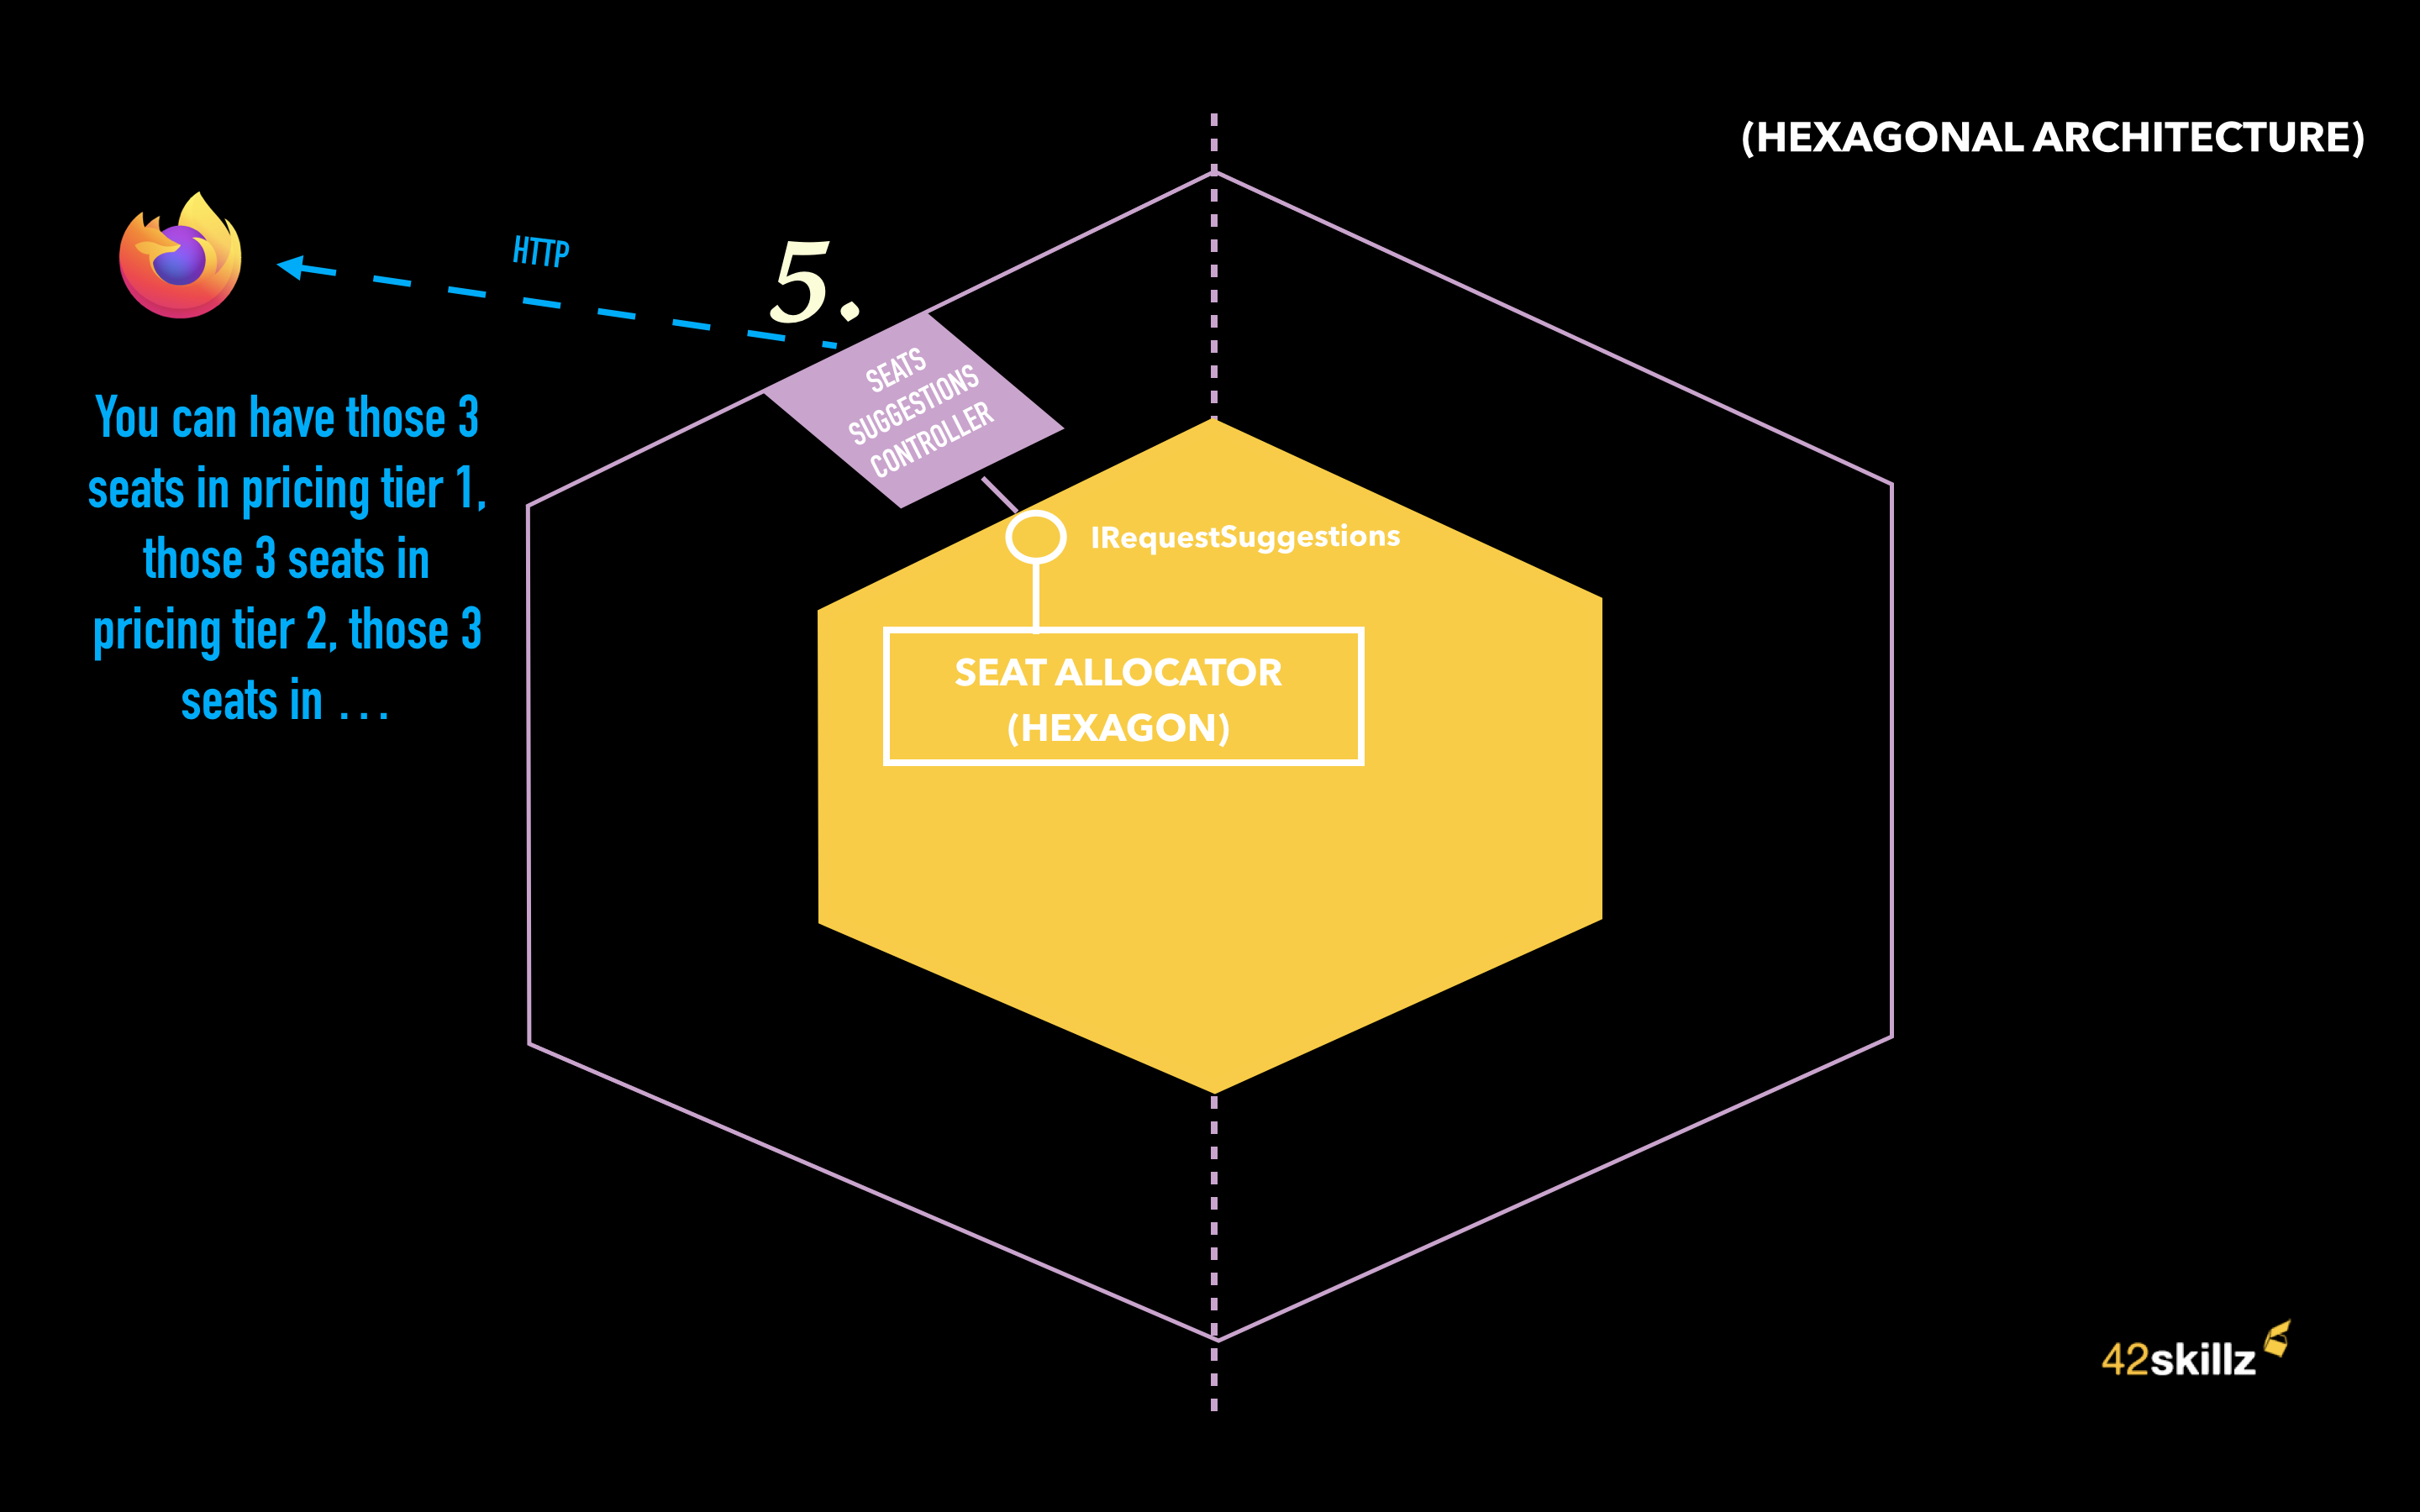 (HEXAGONAL ARCHITECTURE)
HTTP
5.
SEATS
SUGGESTIONS
CONTROLLER
You can have those 3
seats in pricing tier 1,
those 3 seats in
pricing tier 2, those 3
seats in ...
IRequestSuggestions
SEAT ALLOCATOR
(HEXAGON)
42skillz